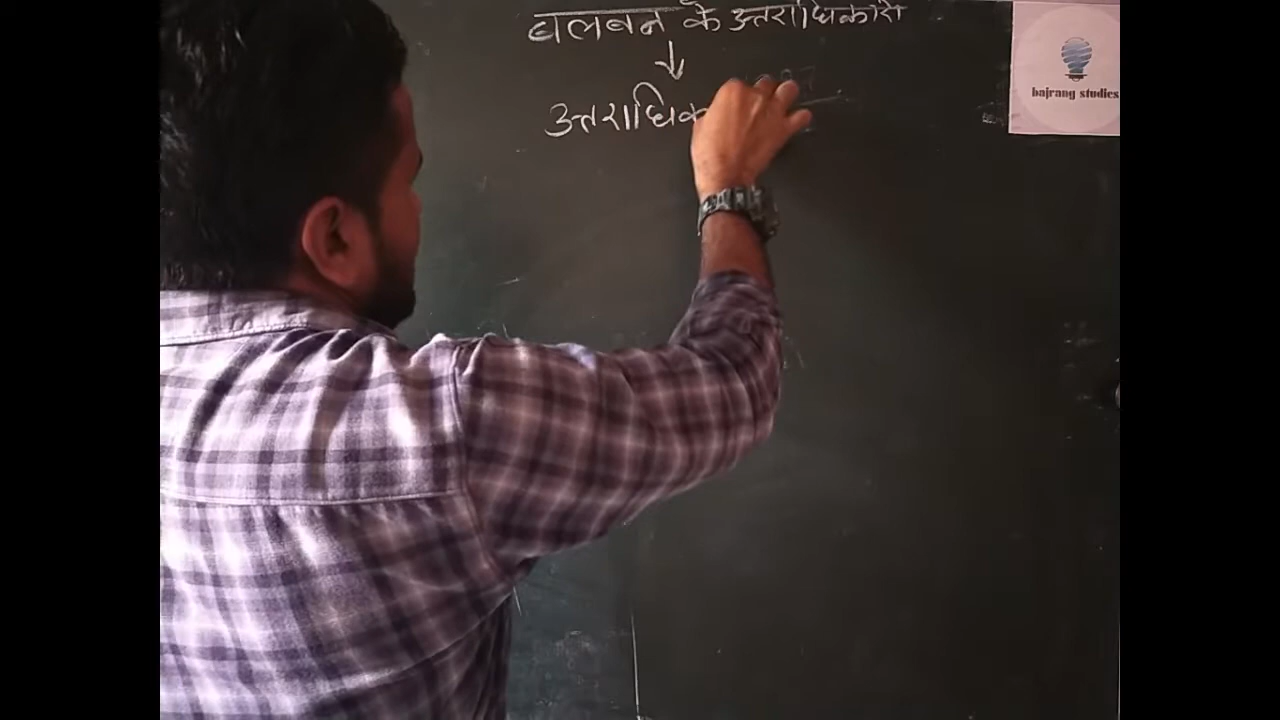 बलबन के उत्तराधिकारी
उत्तराधिक
bajrang studies